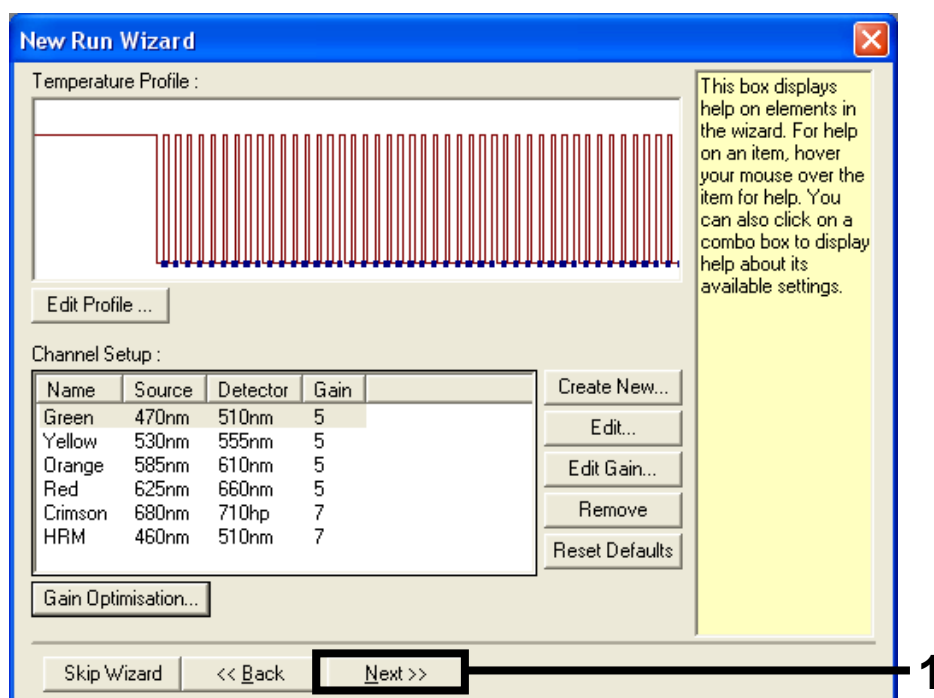 New Run Wizard
Temperature Profile :
Edit Profile ...
Channel Setup :
Name Source Detector Gain
Green 470nm 510nm 5
Yellow 530nm 555nm 5
Orange 585nm 610nm 5
Red 625nm 660nm 5
Crimson 680nm 710hp 7
HRM 460nm 510nm 7
Create New...
Edit...
Edit Gain...
Remove
Reset Defaults
Gain Optimisation...
This box displays
help on elements in
the wizard. For help
on an item, hover
your mouse over the
item for help. You
can also click on a
combo box to display
help about its
available settings.
Skip Wizard << Back Next >>
1